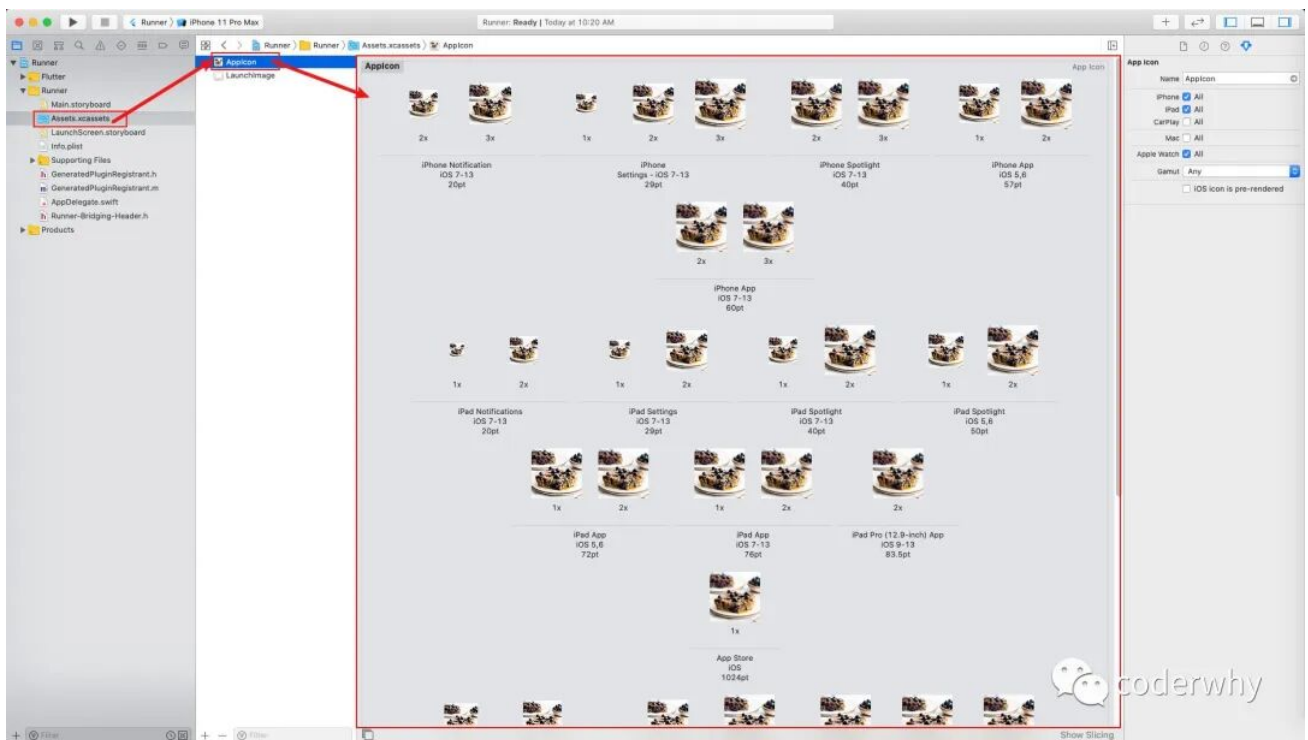 Runner
iPhone 11 Pro Max
Runner: Ready | Today at 10:20 AM
Runner
Flutter
Runner
Main.storyboard
Assets.xcassets
LaunchScreen.storyboard
Info.plist
Supporting Files
GeneratedPluginRegistrant.h
GeneratedPluginRegistrant.m
AppDelegate.swift
Runner-Bridging-Header.h
Products
Filter
Runner
Runner
Assets.xcassets
AppIcon
AppIcon
LaunchImage
Filter
AppIcon
App Icon
2x 3x 1x 2x 3x 2x 3x 1x 2x
iPhone Notification
iOS 7-13
20pt
iPhone
Settings - iOS 7-13
29pt
iPhone Spotlight
iOS 7-13
40pt
iPhone App
iOS 5,6
57pt
2x 3x
iPhone App
iOS 7-13
60pt
1x 2x 1x 2x 1x 2x 1x 2x
iPad Notifications
iOS 7-13
20pt
iPad Settings
iOS 7-13
29pt
iPad Spotlight
iOS 7-13
40pt
iPad Spotlight
iOS 5,6
50pt
1x 2x 1x 2x 2x
iPad App
iOS 5,6
72pt
iPad App
iOS 7-13
76pt
iPad Pro (12.9-inch) App
iOS 9-13
83.5pt
1x
App Store
iOS
1024pt
Show Slicing
App Icon
Name AppIcon
iPhone All
iPad All
CarPlay All
Mac All
Apple Watch All
Gamut Any
iOS icon is pre-rendered
coderwhy